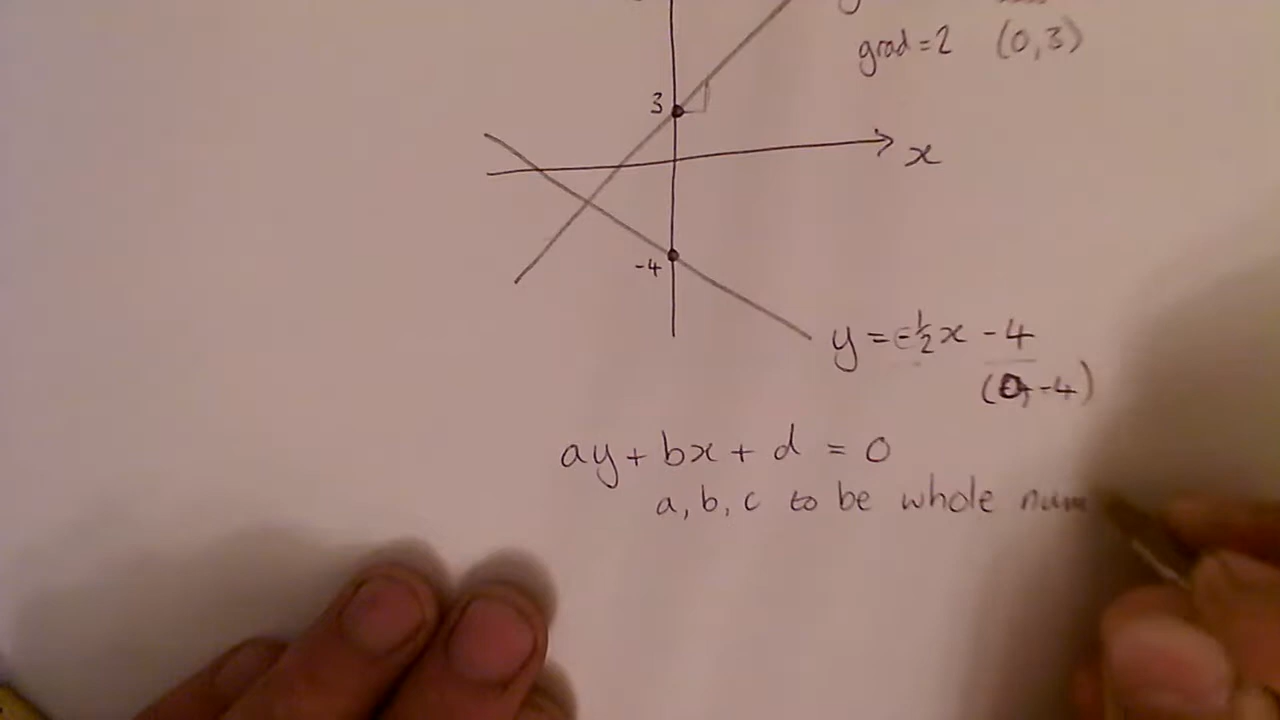 grad = 2 (0,3)
3
x
-4
y = -½x - 4
(0,-4)
ay + bx + d = 0
a, b, c to be whole